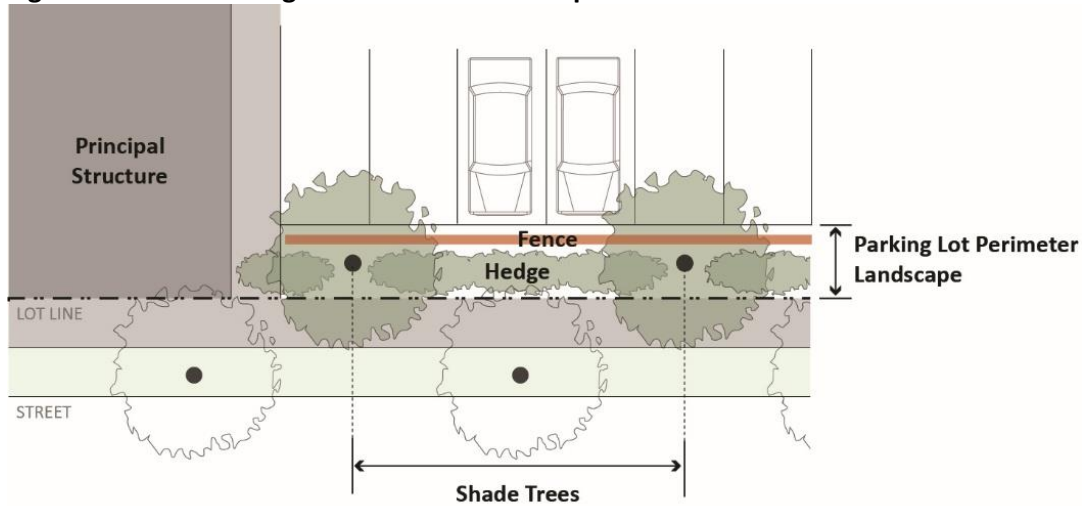 Principal
Structure
Fence
Hedge
Parking Lot Perimeter
Landscape
LOT LINE
STREET
Shade Trees